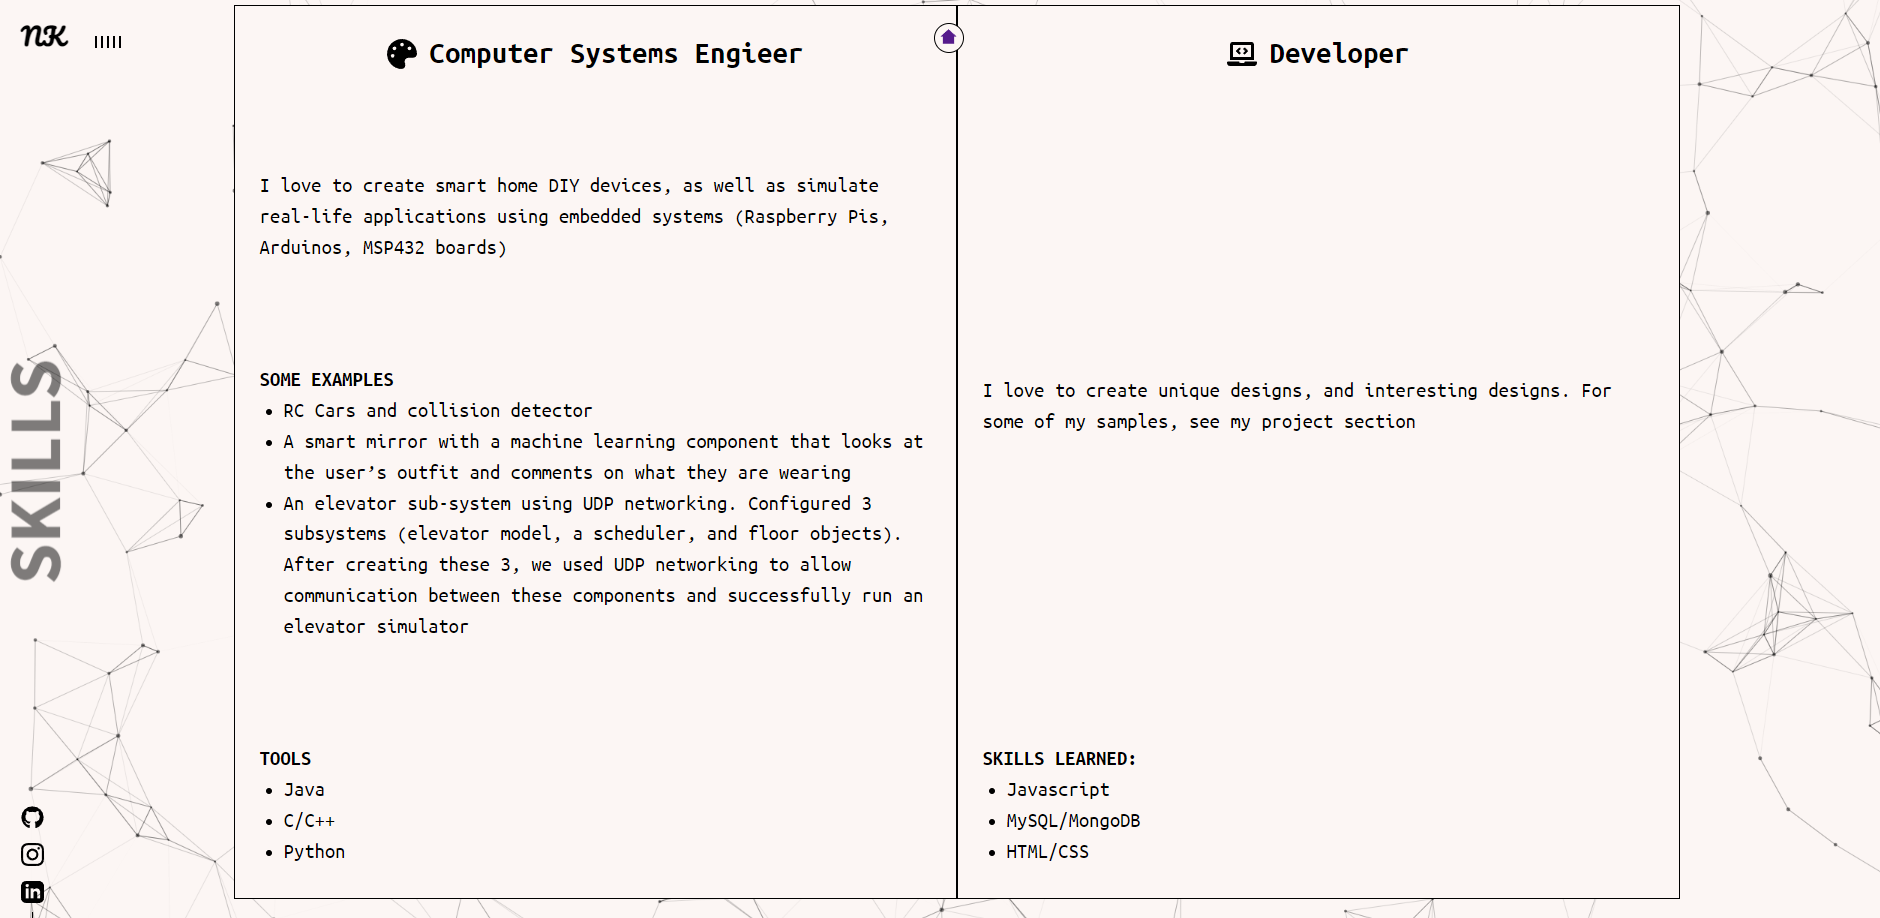 NK
Computer Systems Engieer
I love to create smart home DIY devices, as well as simulate
real-life applications using embedded systems (Raspberry Pis,
Arduinos, MSP432 boards)
SOME EXAMPLES
• RC Cars and collision detector
• A smart mirror with a machine learning component that looks at
the user’s outfit and comments on what they are wearing
• An elevator sub-system using UDP networking. Configured 3
subsystems (elevator model, a scheduler, and floor objects).
After creating these 3, we used UDP networking to allow
communication between these components and successfully run an
elevator simulator
TOOLS
• Java
• C/C++
• Python
Developer
I love to create unique designs, and interesting designs. For
some of my samples, see my project section
SKILLS LEARNED:
• Javascript
• MySQL/MongoDB
• HTML/CSS
SKILLS
in